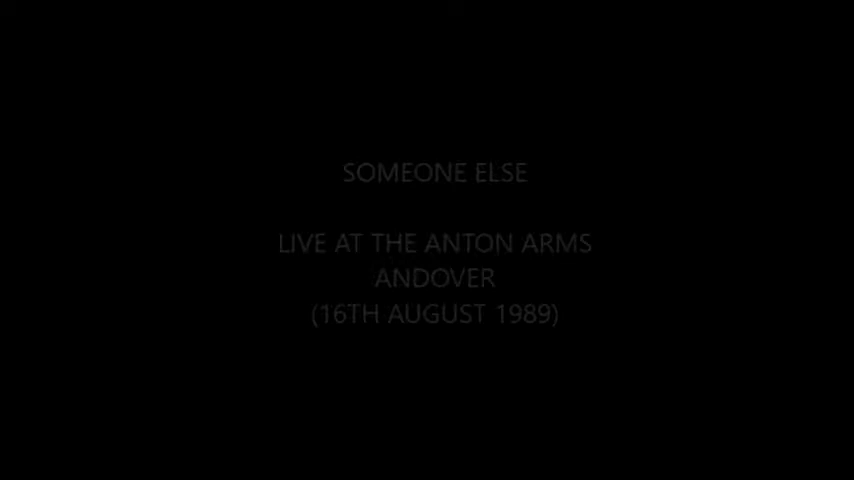 SOMEONE ELSE
LIVE AT THE ANTON ARMS
ANDOVER
(16TH AUGUST 1989)